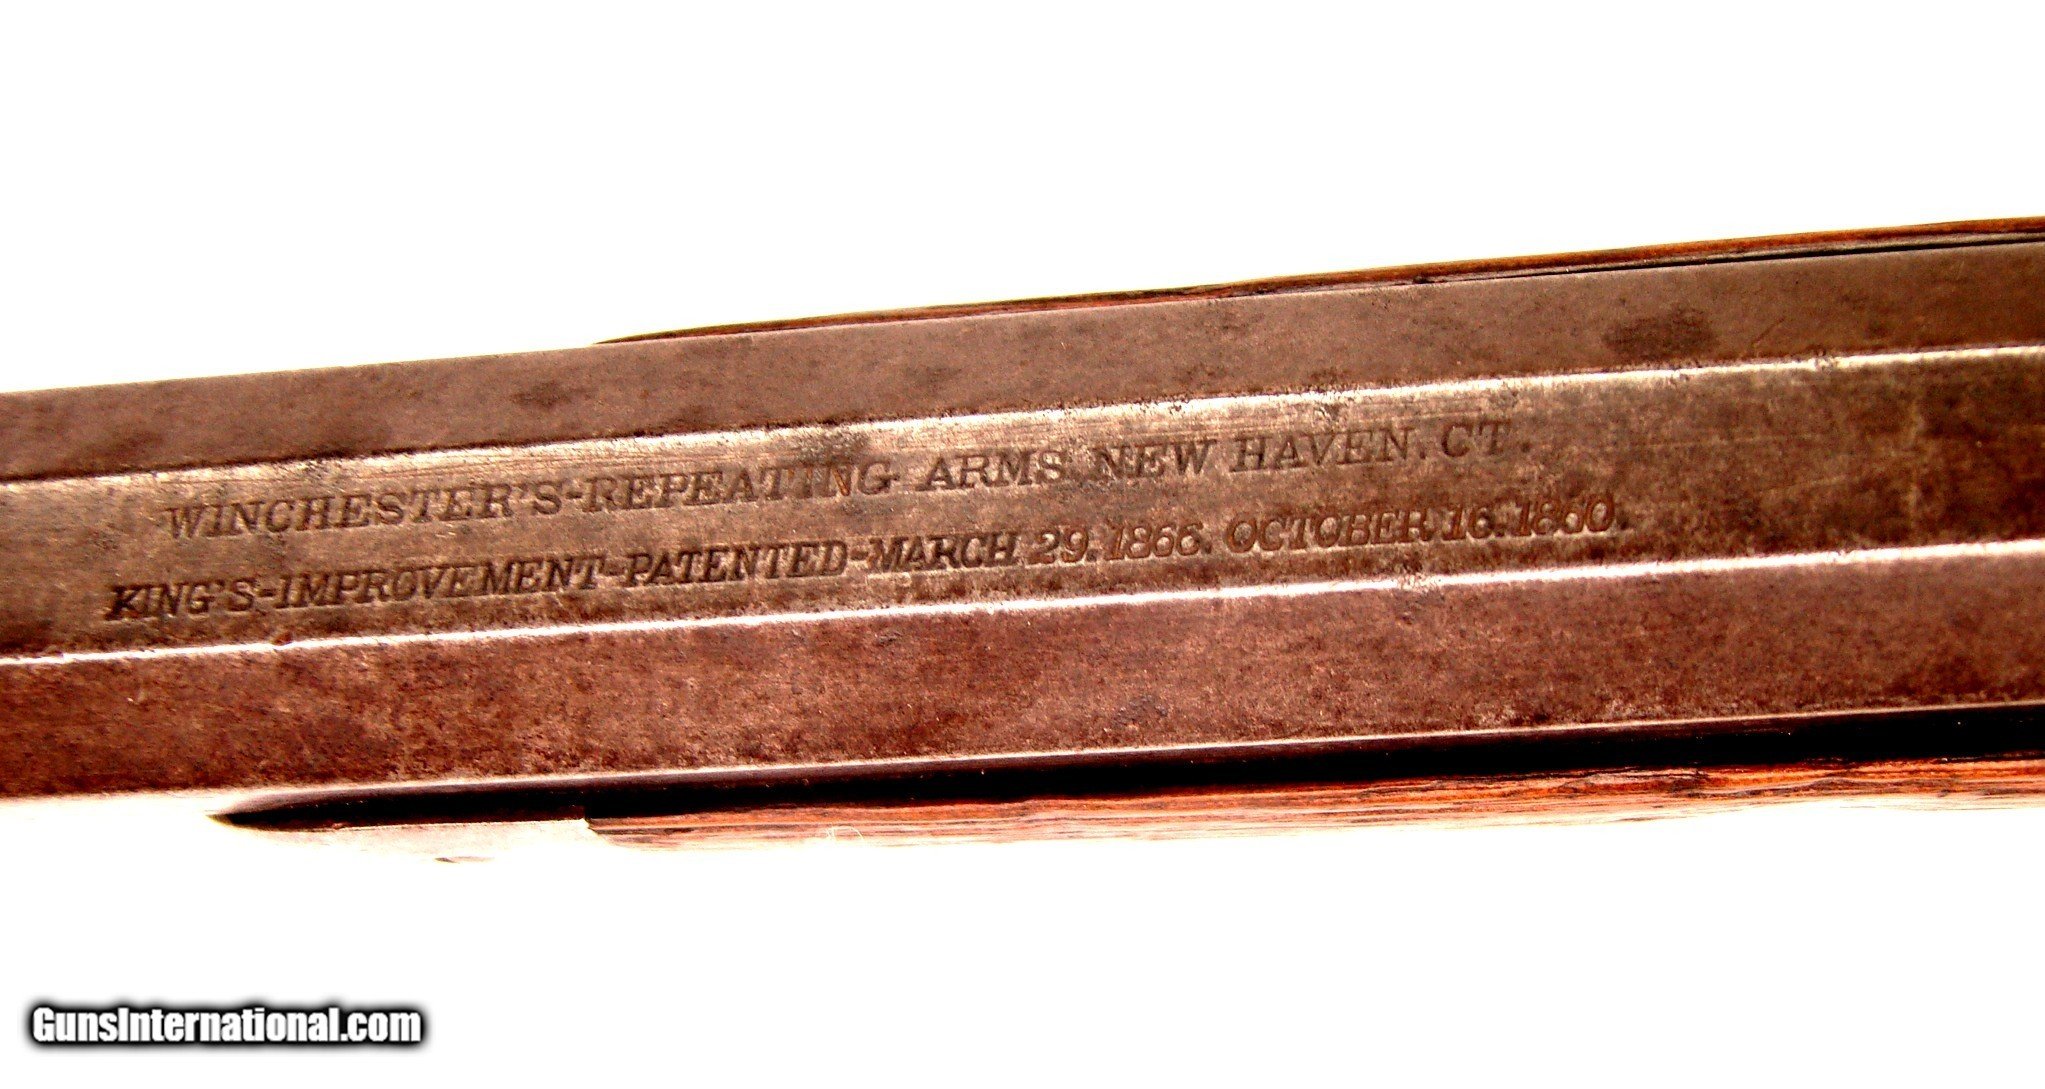 WINCHESTER'S-REPEATING ARMS. NEW HAVEN. CT.
KING'S-IMPROVEMENT-PATENTED-MARCH 29. 1866. OCTOBER 16. 1860.
GunsInternational.com